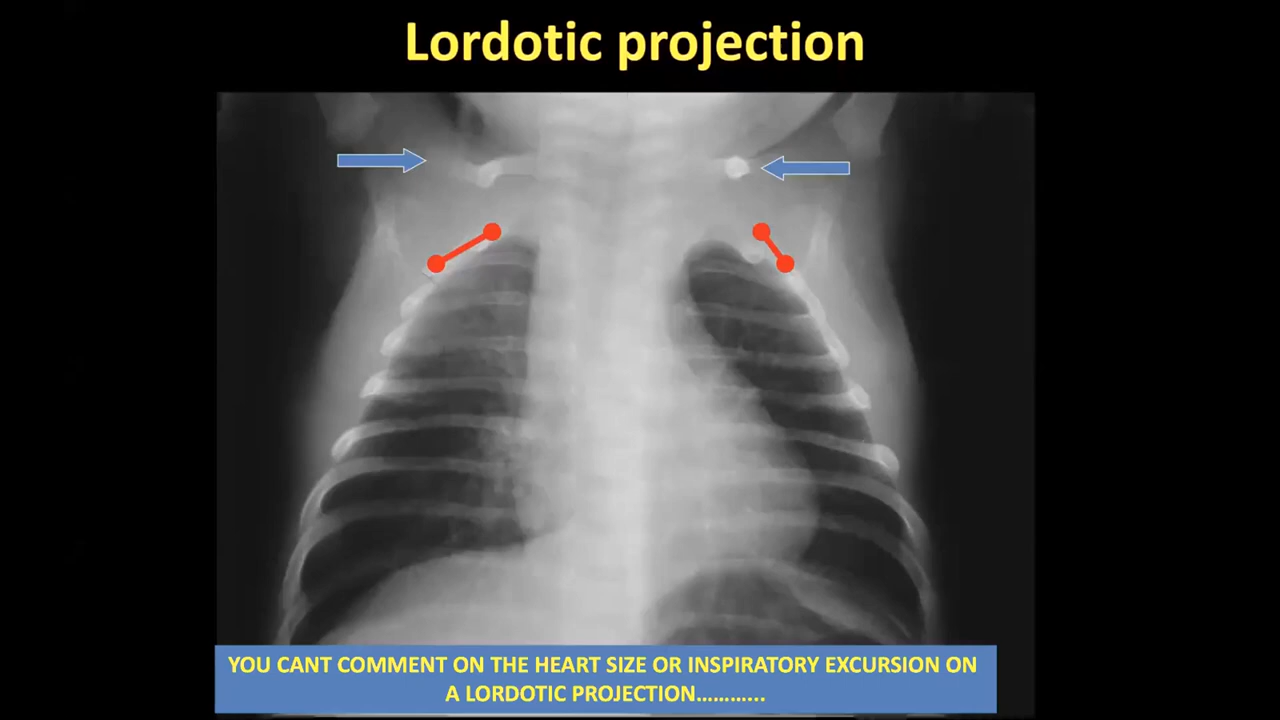 Lordotic projection
YOU CANT COMMENT ON THE HEART SIZE OR INSPIRATORY EXCURSION ON
A LORDOTIC PROJECTION………...